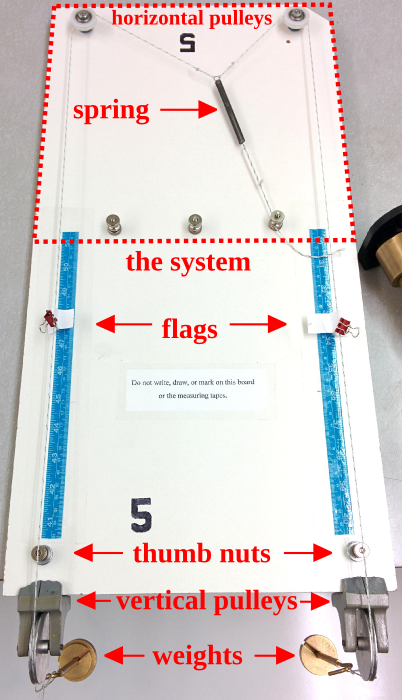 horizontal pulleys
5
spring
the system
flags
Do not write, draw, or mark on this board
or the measuring tapes.
5
thumb nuts
vertical pulleys
weights